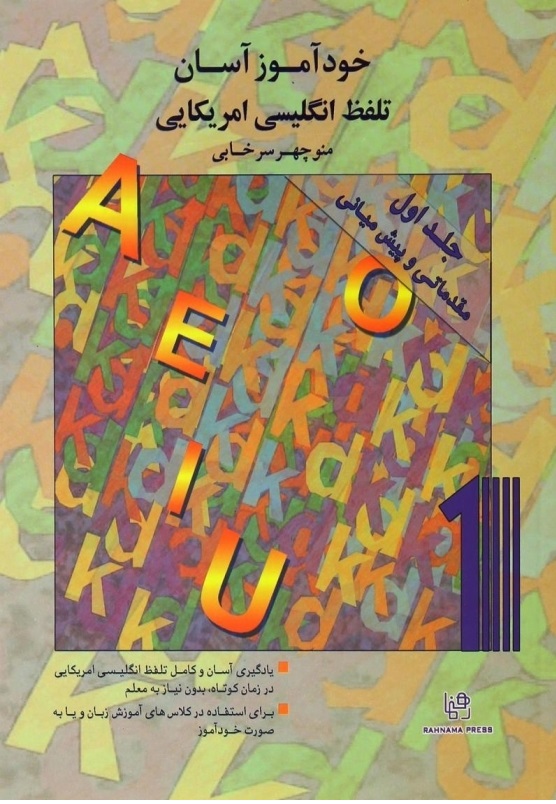 خودآموز آسان
تلفظ انگلیسی امریکایی
منوچهر سرخابی
جلد اول
مقدماتی و پیش میانی
A
O
E
I
U
1
یادگیری آسان و کامل تلفظ انگلیسی امریکایی
در زمان کوتاه، بدون نیاز به معلم
برای استفاده در کلاس های آموزش زبان و یا به
صورت خودآموز
رهنما
RAHNAMA PRESS